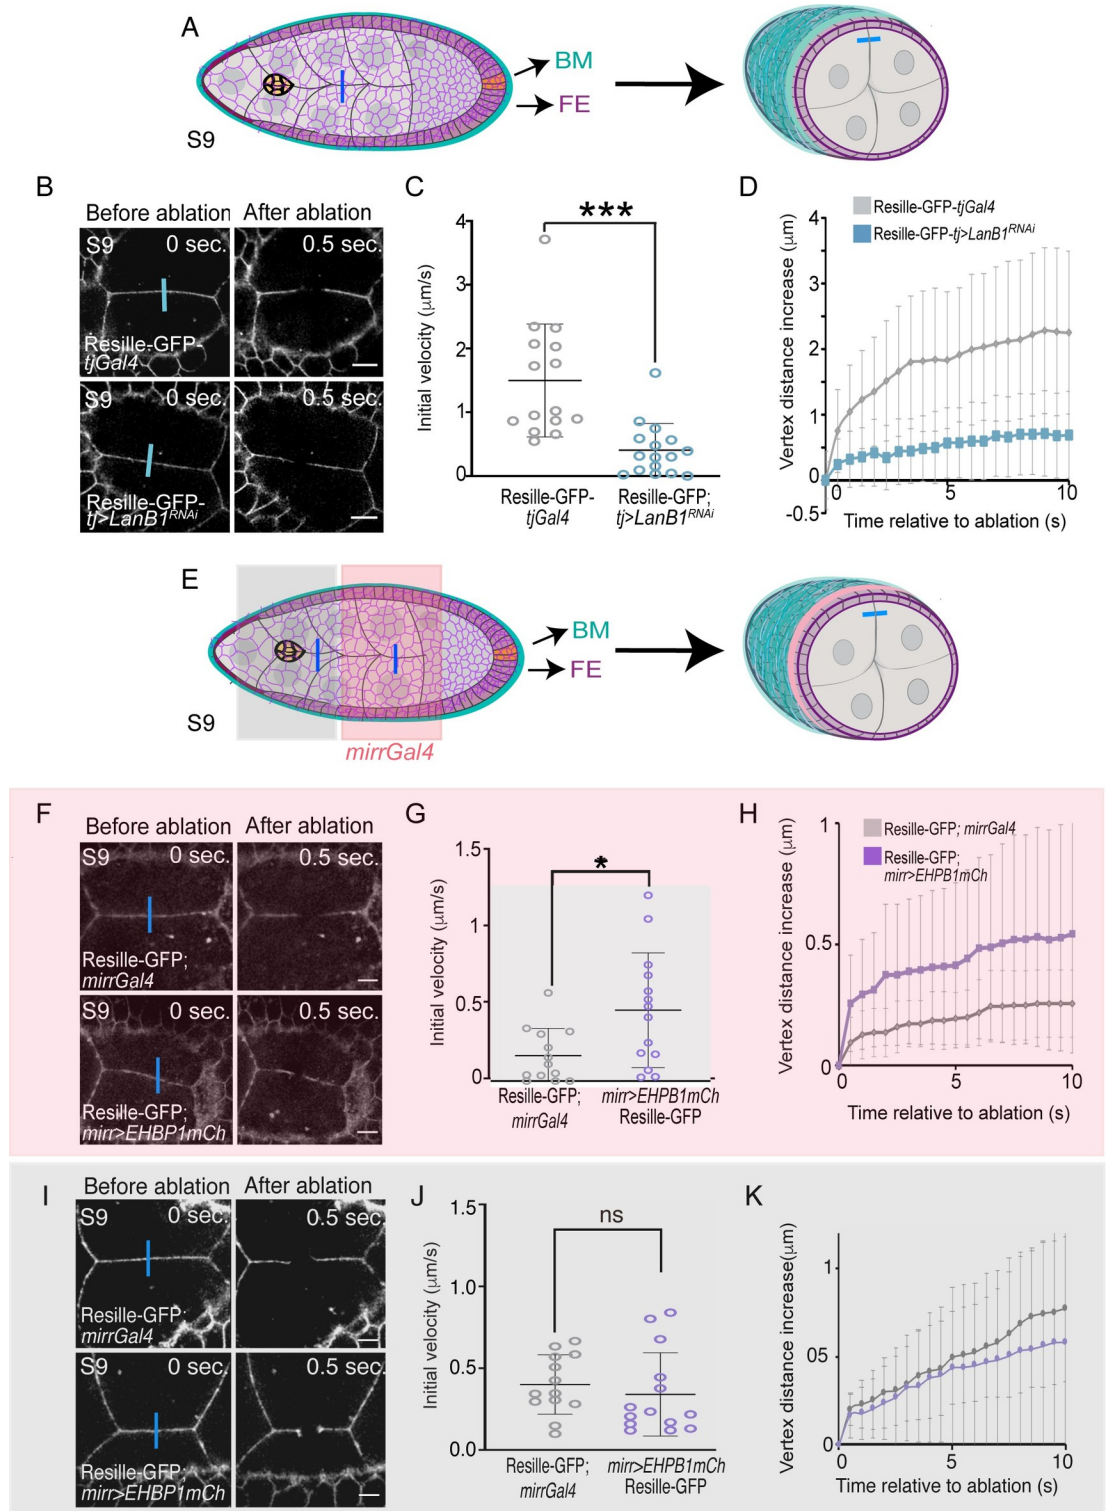 A
BM
FE
S9
B
Before ablation
After ablation
S9
0 sec.
0.5 sec.
Resille-GFP-
tjGal4
S9
0 sec.
0.5 sec.
Resille-GFP-
tj>LanB1RNAi
C
***
Initial velocity (μm/s)
4
3
2
1
0
Resille-GFP-
tjGal4
Resille-GFP;
tj>LanB1RNAi
D
Resille-GFP-tjGal4
Resille-GFP-tj>LanB1RNAi
Vertex distance increase (μm)
4
3
2
1
0
-0.5
0
5
10
Time relative to ablation (s)
E
BM
FE
S9
mirrGal4
F
Before ablation
After ablation
S9
0 sec.
0.5 sec.
Resille-GFP;
mirrGal4
S9
0 sec.
0.5 sec.
Resille-GFP;
mirr>EHBP1mCh
G
*
Initial velocity (μm/s)
1.5
1
0.5
0
Resille-GFP;
mirrGal4
mirr>EHPB1mCh
Resille-GFP
H
Resille-GFP; mirrGal4
Resille-GFP;
mirr>EHPB1mCh
Vertex distance increase (μm)
1
0.5
0
0
5
10
Time relative to ablation (s)
I
Before ablation
After ablation
S9
0 sec.
0.5 sec.
Resille-GFP;
mirrGal4
S9
0 sec.
0.5 sec.
Resille-GFP;
mirr>EHBP1mCh
J
ns
Initial velocity (μm/s)
1.5
1.0
0.5
0.0
Resille-GFP;
mirrGal4
mirr>EHPB1mCh
Resille-GFP
K
Vertex distance increase(μm)
1
05
0
0
5
10
Time relative to ablation (s)